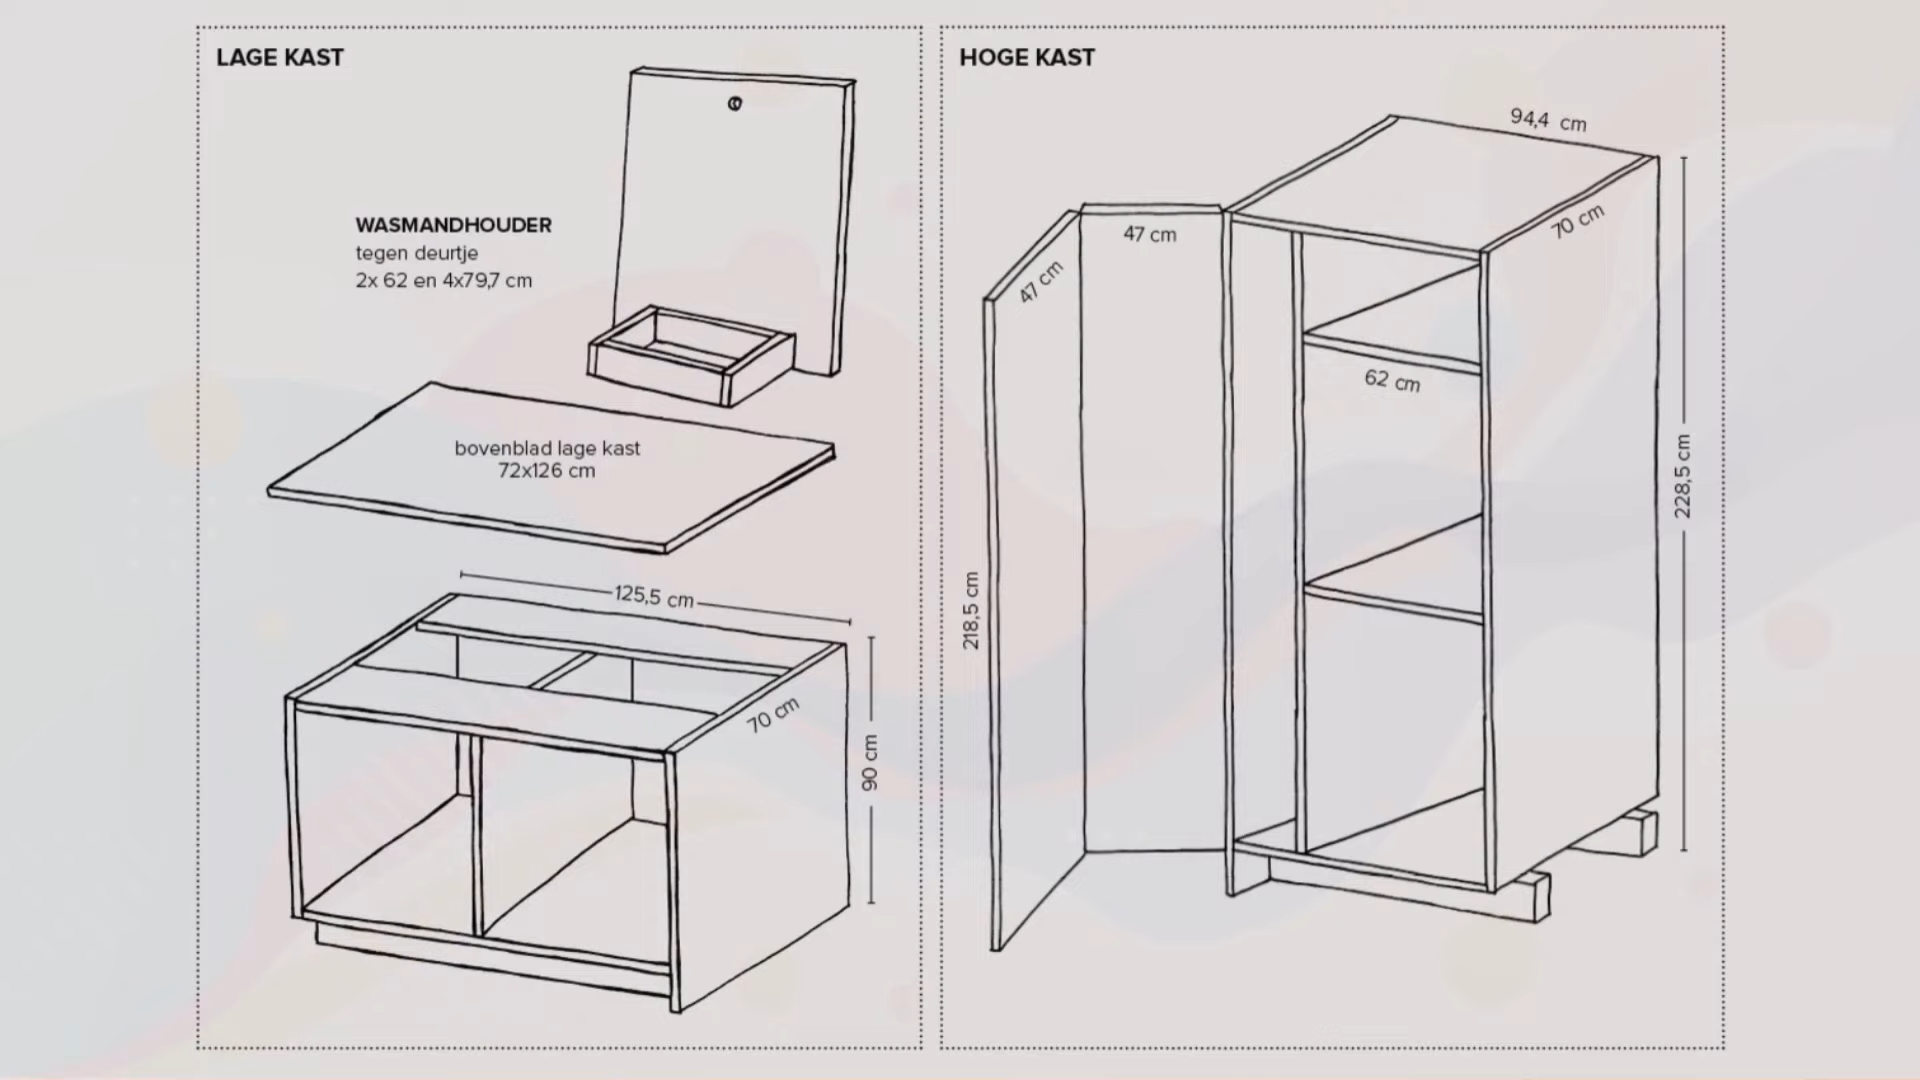 LAGE KAST
WASMANDHOUDER
tegen deurtje
2x 62 en 4x79,7 cm
bovenblad lage kast
72x126 cm
125,5 cm
70 cm
90 cm
HOGE KAST
94,4 cm
70 cm
47 cm
47 cm
62 cm
228,5 cm
218,5 cm